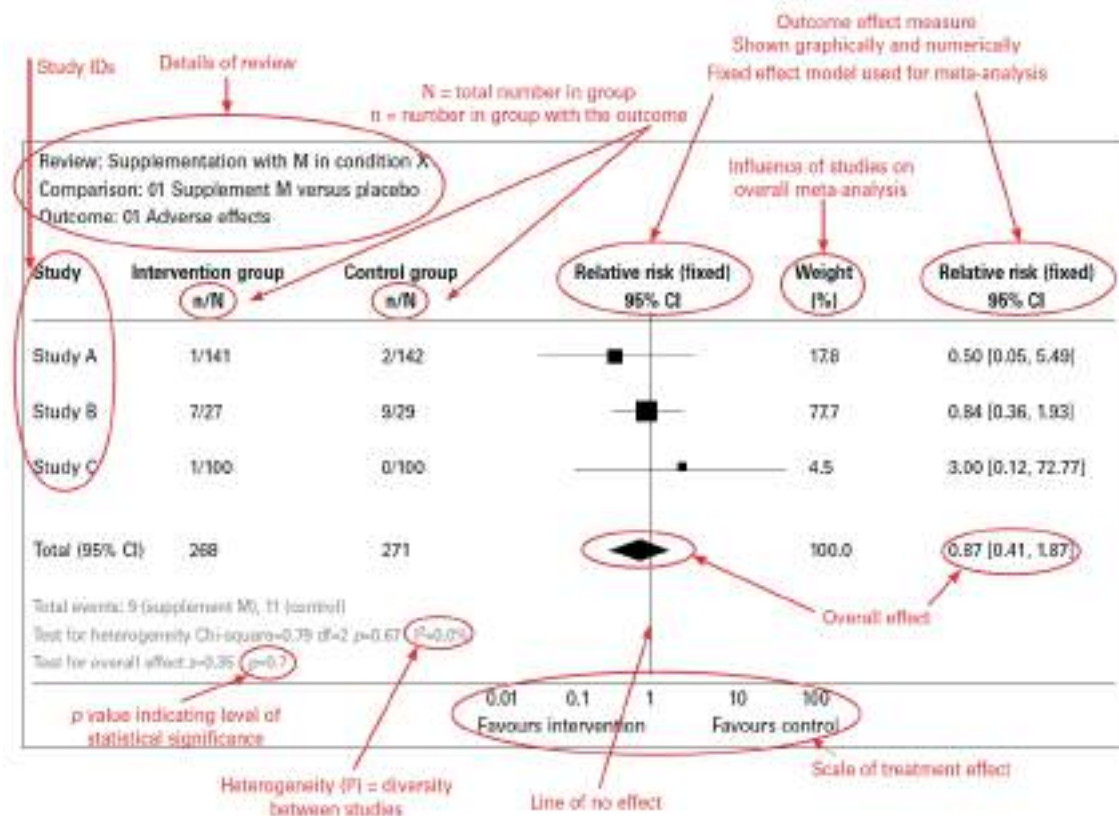 Outcome effect measure
Shown graphically and numerically
Fixed effect model used for meta-analysis
Study IDs
Details of review
N = total number in group
n = number in group with the outcome
Influence of studies on
overall meta-analysis
Review: Supplementation with M in condition X
Comparison: 01 Supplement M versus placebo
Outcome: 01 Adverse effects
Study Intervention group Control group Relative risk (fixed) Weight Relative risk (fixed)
n/N n/N 95% CI (%) 95% CI
Study A 1/141 2/142 17.8 0.50 [0.05, 5.49]
Study B 7/27 9/29 77.7 0.84 [0.36, 1.93]
Study C 1/100 0/100 4.5 3.00 [0.12, 72.77]
Total (95% CI) 268 271 100.0 0.87 [0.41, 1.87]
Total events: 9 (supplement M), 11 (control)
Test for heterogeneity Chi-square=0.79 df=2 p=0.67 I²=0.0%
Test for overall effect z=0.35 p=0.7
Overall effect
0.01 0.1 1 10 100
Favours intervention Favours control
p value indicating level of
statistical significance
Scale of treatment effect
Heterogeneity (I²) = diversity
between studies
Line of no effect